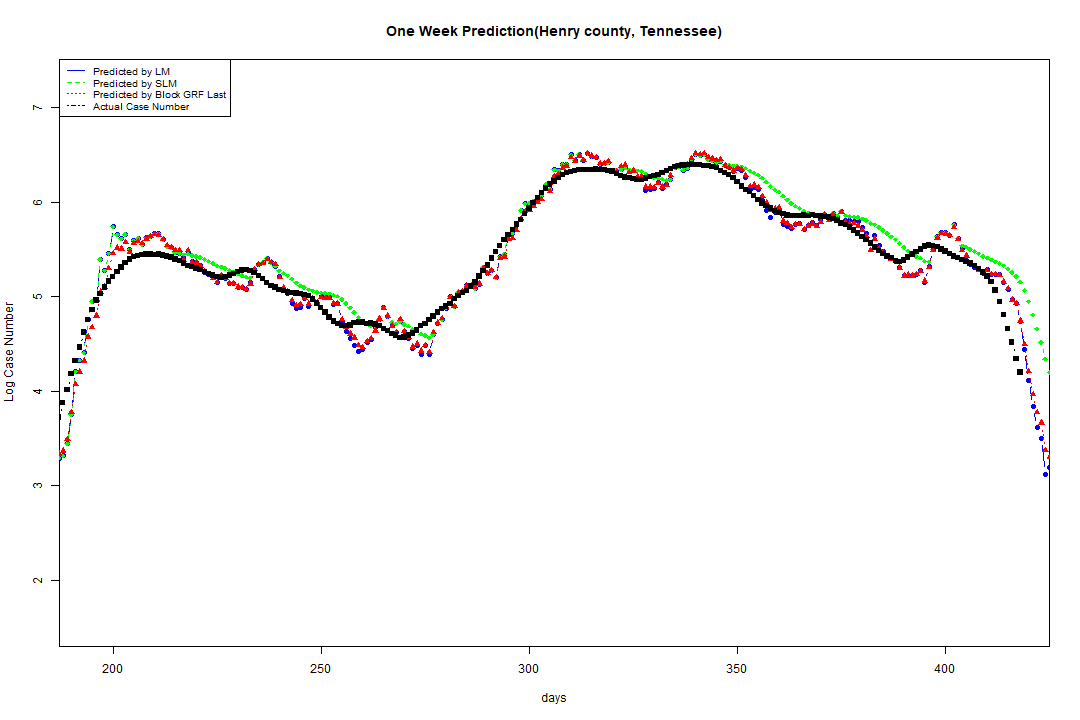 One Week Prediction(Henry county, Tennessee)
Predicted by LM
Predicted by SLM
Predicted by Block GRF Last
Actual Case Number
7
6
5
4
3
2
Log Case Number
200 250 300 350 400
days